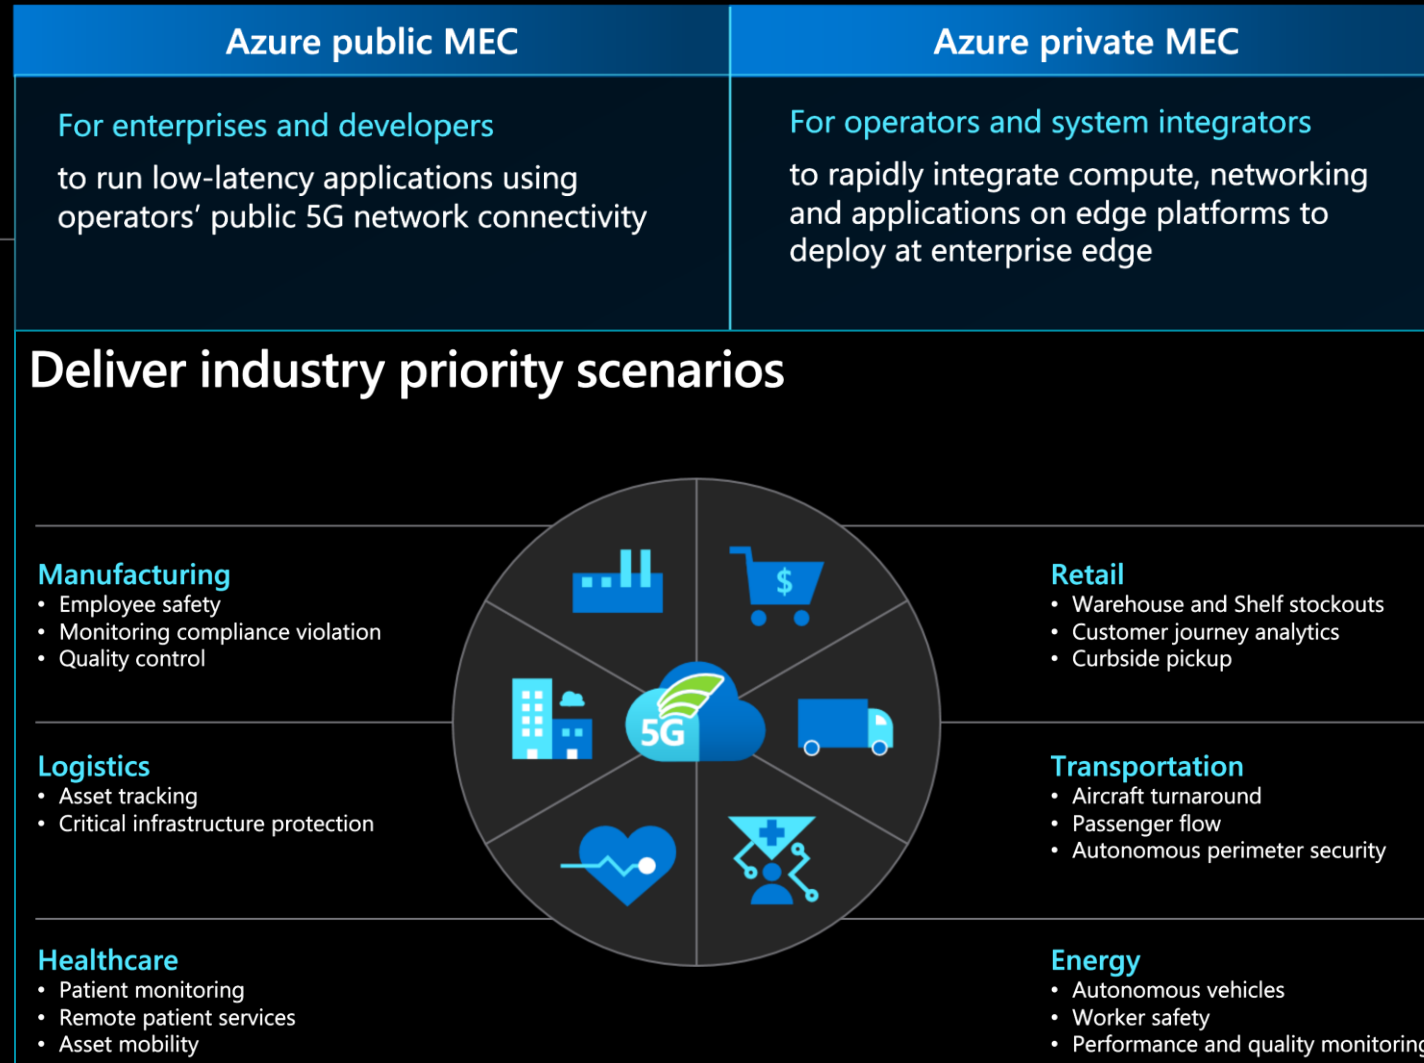 Azure public MEC
Azure private MEC
For enterprises and developers
to run low-latency applications using
operators’ public 5G network connectivity
For operators and system integrators
to rapidly integrate compute, networking
and applications on edge platforms to
deploy at enterprise edge
Deliver industry priority scenarios
Manufacturing
• Employee safety
• Monitoring compliance violation
• Quality control
Logistics
• Asset tracking
• Critical infrastructure protection
Healthcare
• Patient monitoring
• Remote patient services
• Asset mobility
$
5G
Retail
• Warehouse and Shelf stockouts
• Customer journey analytics
• Curbside pickup
Transportation
• Aircraft turnaround
• Passenger flow
• Autonomous perimeter security
Energy
• Autonomous vehicles
• Worker safety
• Performance and quality monitoring